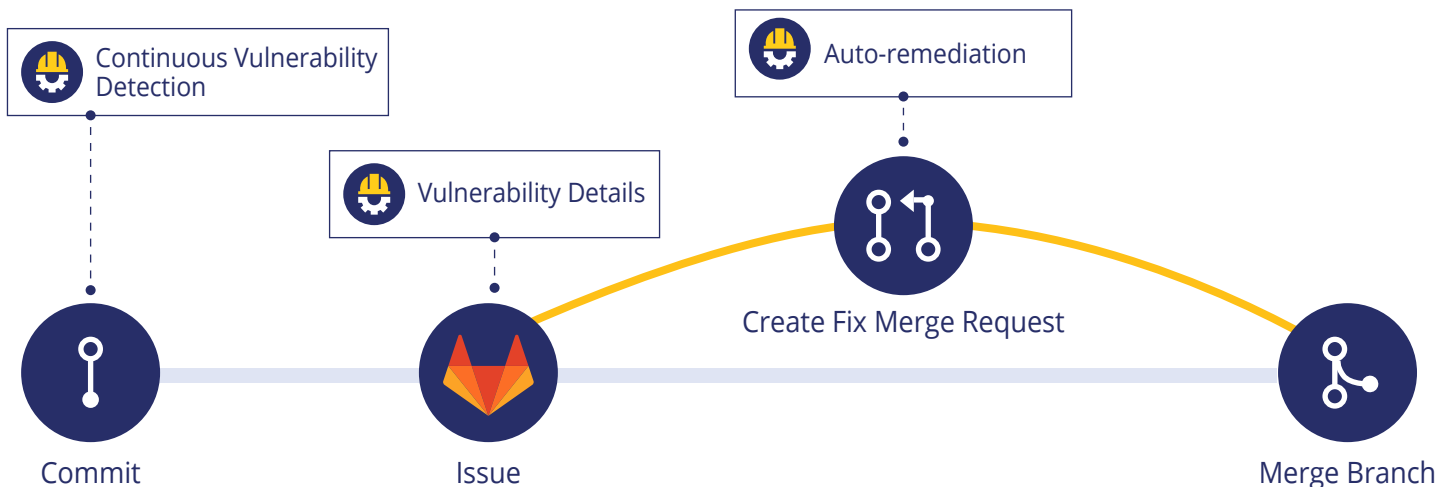 Continuous Vulnerability
Detection
Auto-remediation
Vulnerability Details
Create Fix Merge Request
Commit
Issue
Merge Branch